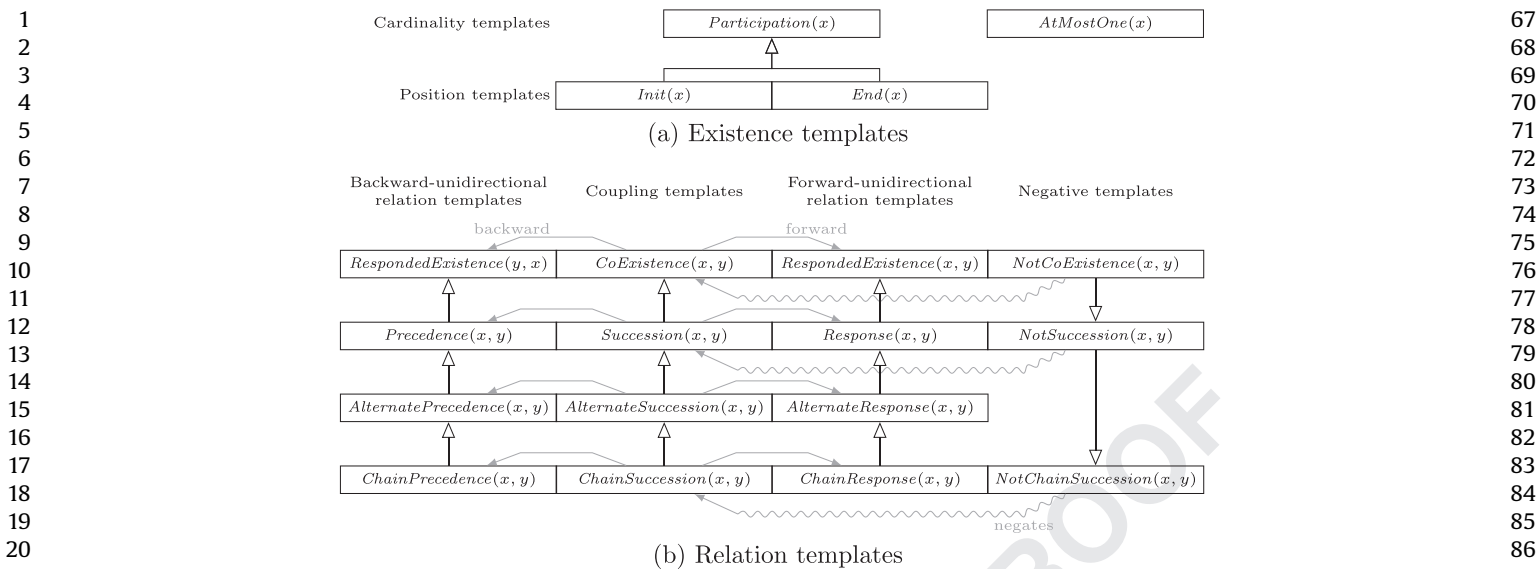 1 Cardinality templates Participation(x) AtMostOne(x) 67
2 68
3 69
4 Position templates Init(x) End(x) 70
5 (a) Existence templates 71
6 72
7 Backward-unidirectional Coupling templates Forward-unidirectional Negative templates 73
8 relation templates relation templates 74
9 backward forward 75
10 RespondedExistence(y, x) CoExistence(x, y) RespondedExistence(x, y) NotCoExistence(x, y) 76
11 77
12 Precedence(x, y) Succession(x, y) Response(x, y) NotSuccession(x, y) 78
13 79
14 80
15 AlternatePrecedence(x, y) AlternateSuccession(x, y) AlternateResponse(x, y) 81
16 82
17 83
18 ChainPrecedence(x, y) ChainSuccession(x, y) ChainResponse(x, y) NotChainSuccession(x, y) 84
19 negates 85
20 (b) Relation templates 86
OOF